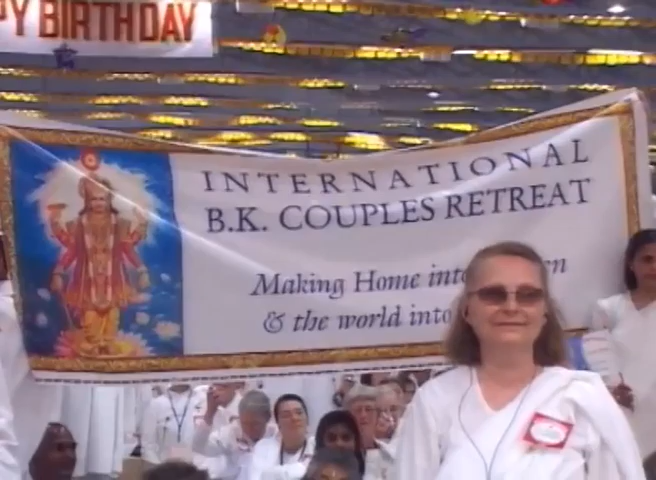 Y BIRTHDAY
INTERNATIONAL
B.K. COUPLES RETREAT
Making Home into
& the world into